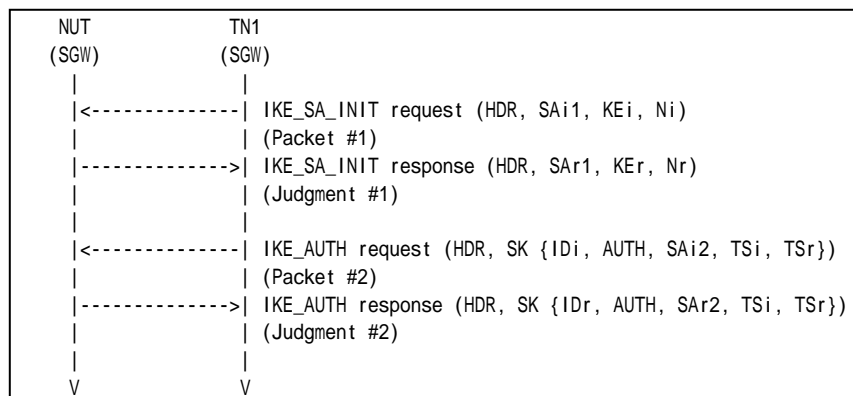 NUT TN1
(SGW) (SGW)
| |
|<--------------| IKE_SA_INIT request (HDR, SAi1, KEi, Ni)
| | (Packet #1)
|-------------->| IKE_SA_INIT response (HDR, SAr1, KEr, Nr)
| | (Judgment #1)
| |
|<--------------| IKE_AUTH request (HDR, SK {IDi, AUTH, SAi2, TSi, TSr})
| | (Packet #2)
|-------------->| IKE_AUTH response (HDR, SK {IDr, AUTH, SAr2, TSi, TSr})
| | (Judgment #2)
| |
V V